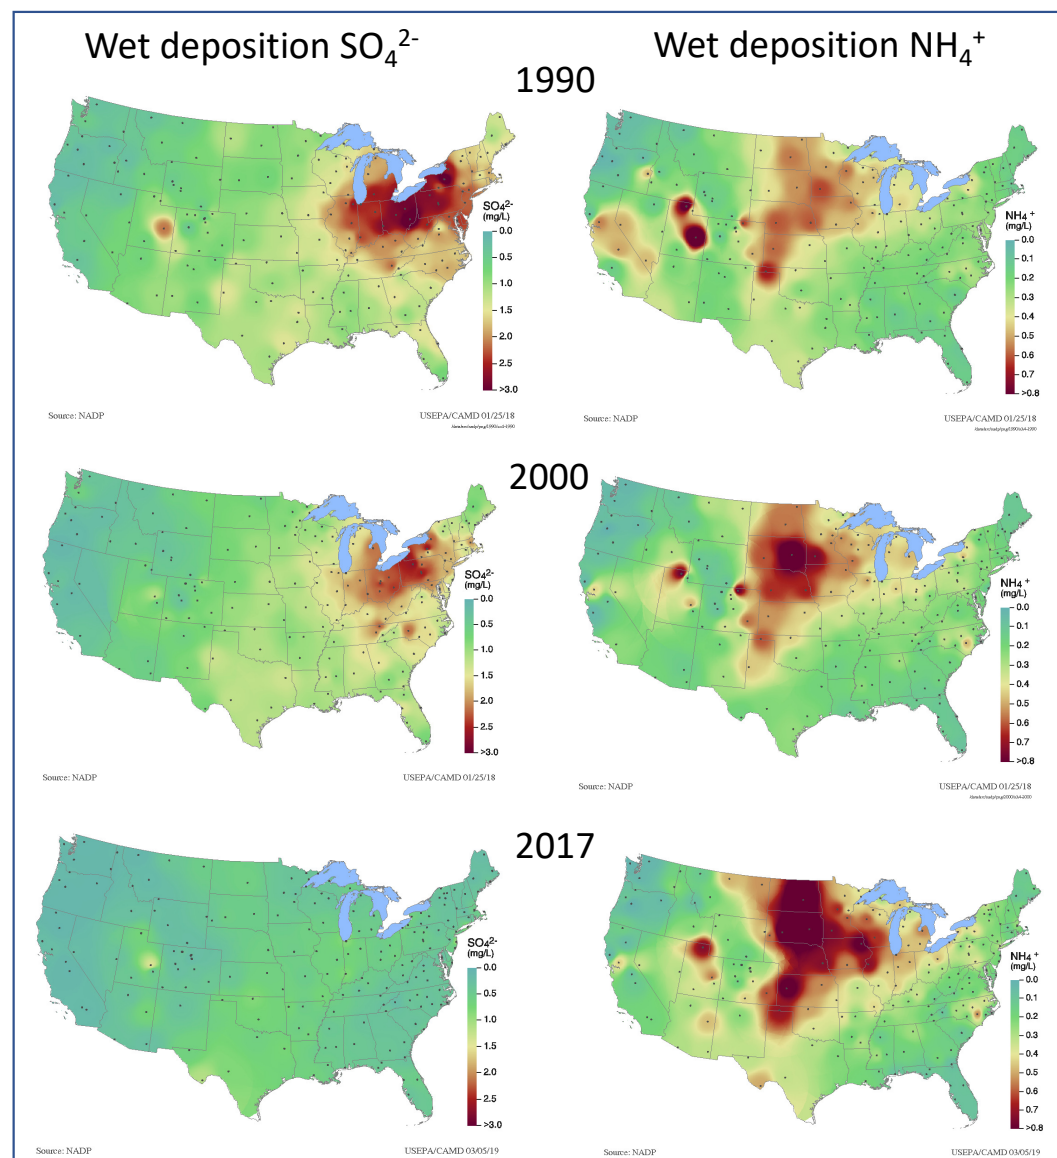 Wet deposition SO₄²⁻
Wet deposition NH₄⁺
1990
SO₄²⁻
(mg/L)
0.0
0.5
1.0
1.5
2.0
2.5
>3.0
Source: NADP
USEPA/CAMD 01/25/18
NH₄⁺
(mg/L)
0.0
0.1
0.2
0.3
0.4
0.5
0.6
0.7
>0.8
Source: NADP
USEPA/CAMD 01/25/18
2000
SO₄²⁻
(mg/L)
0.0
0.5
1.0
1.5
2.0
2.5
>3.0
Source: NADP
USEPA/CAMD 01/25/18
NH₄⁺
(mg/L)
0.0
0.1
0.2
0.3
0.4
0.5
0.6
0.7
>0.8
Source: NADP
USEPA/CAMD 01/25/18
2017
SO₄²⁻
(mg/L)
0.0
0.5
1.0
1.5
2.0
2.5
>3.0
Source: NADP
USEPA/CAMD 03/05/19
NH₄⁺
(mg/L)
0.0
0.1
0.2
0.3
0.4
0.5
0.6
0.7
>0.8
Source: NADP
USEPA/CAMD 03/05/19